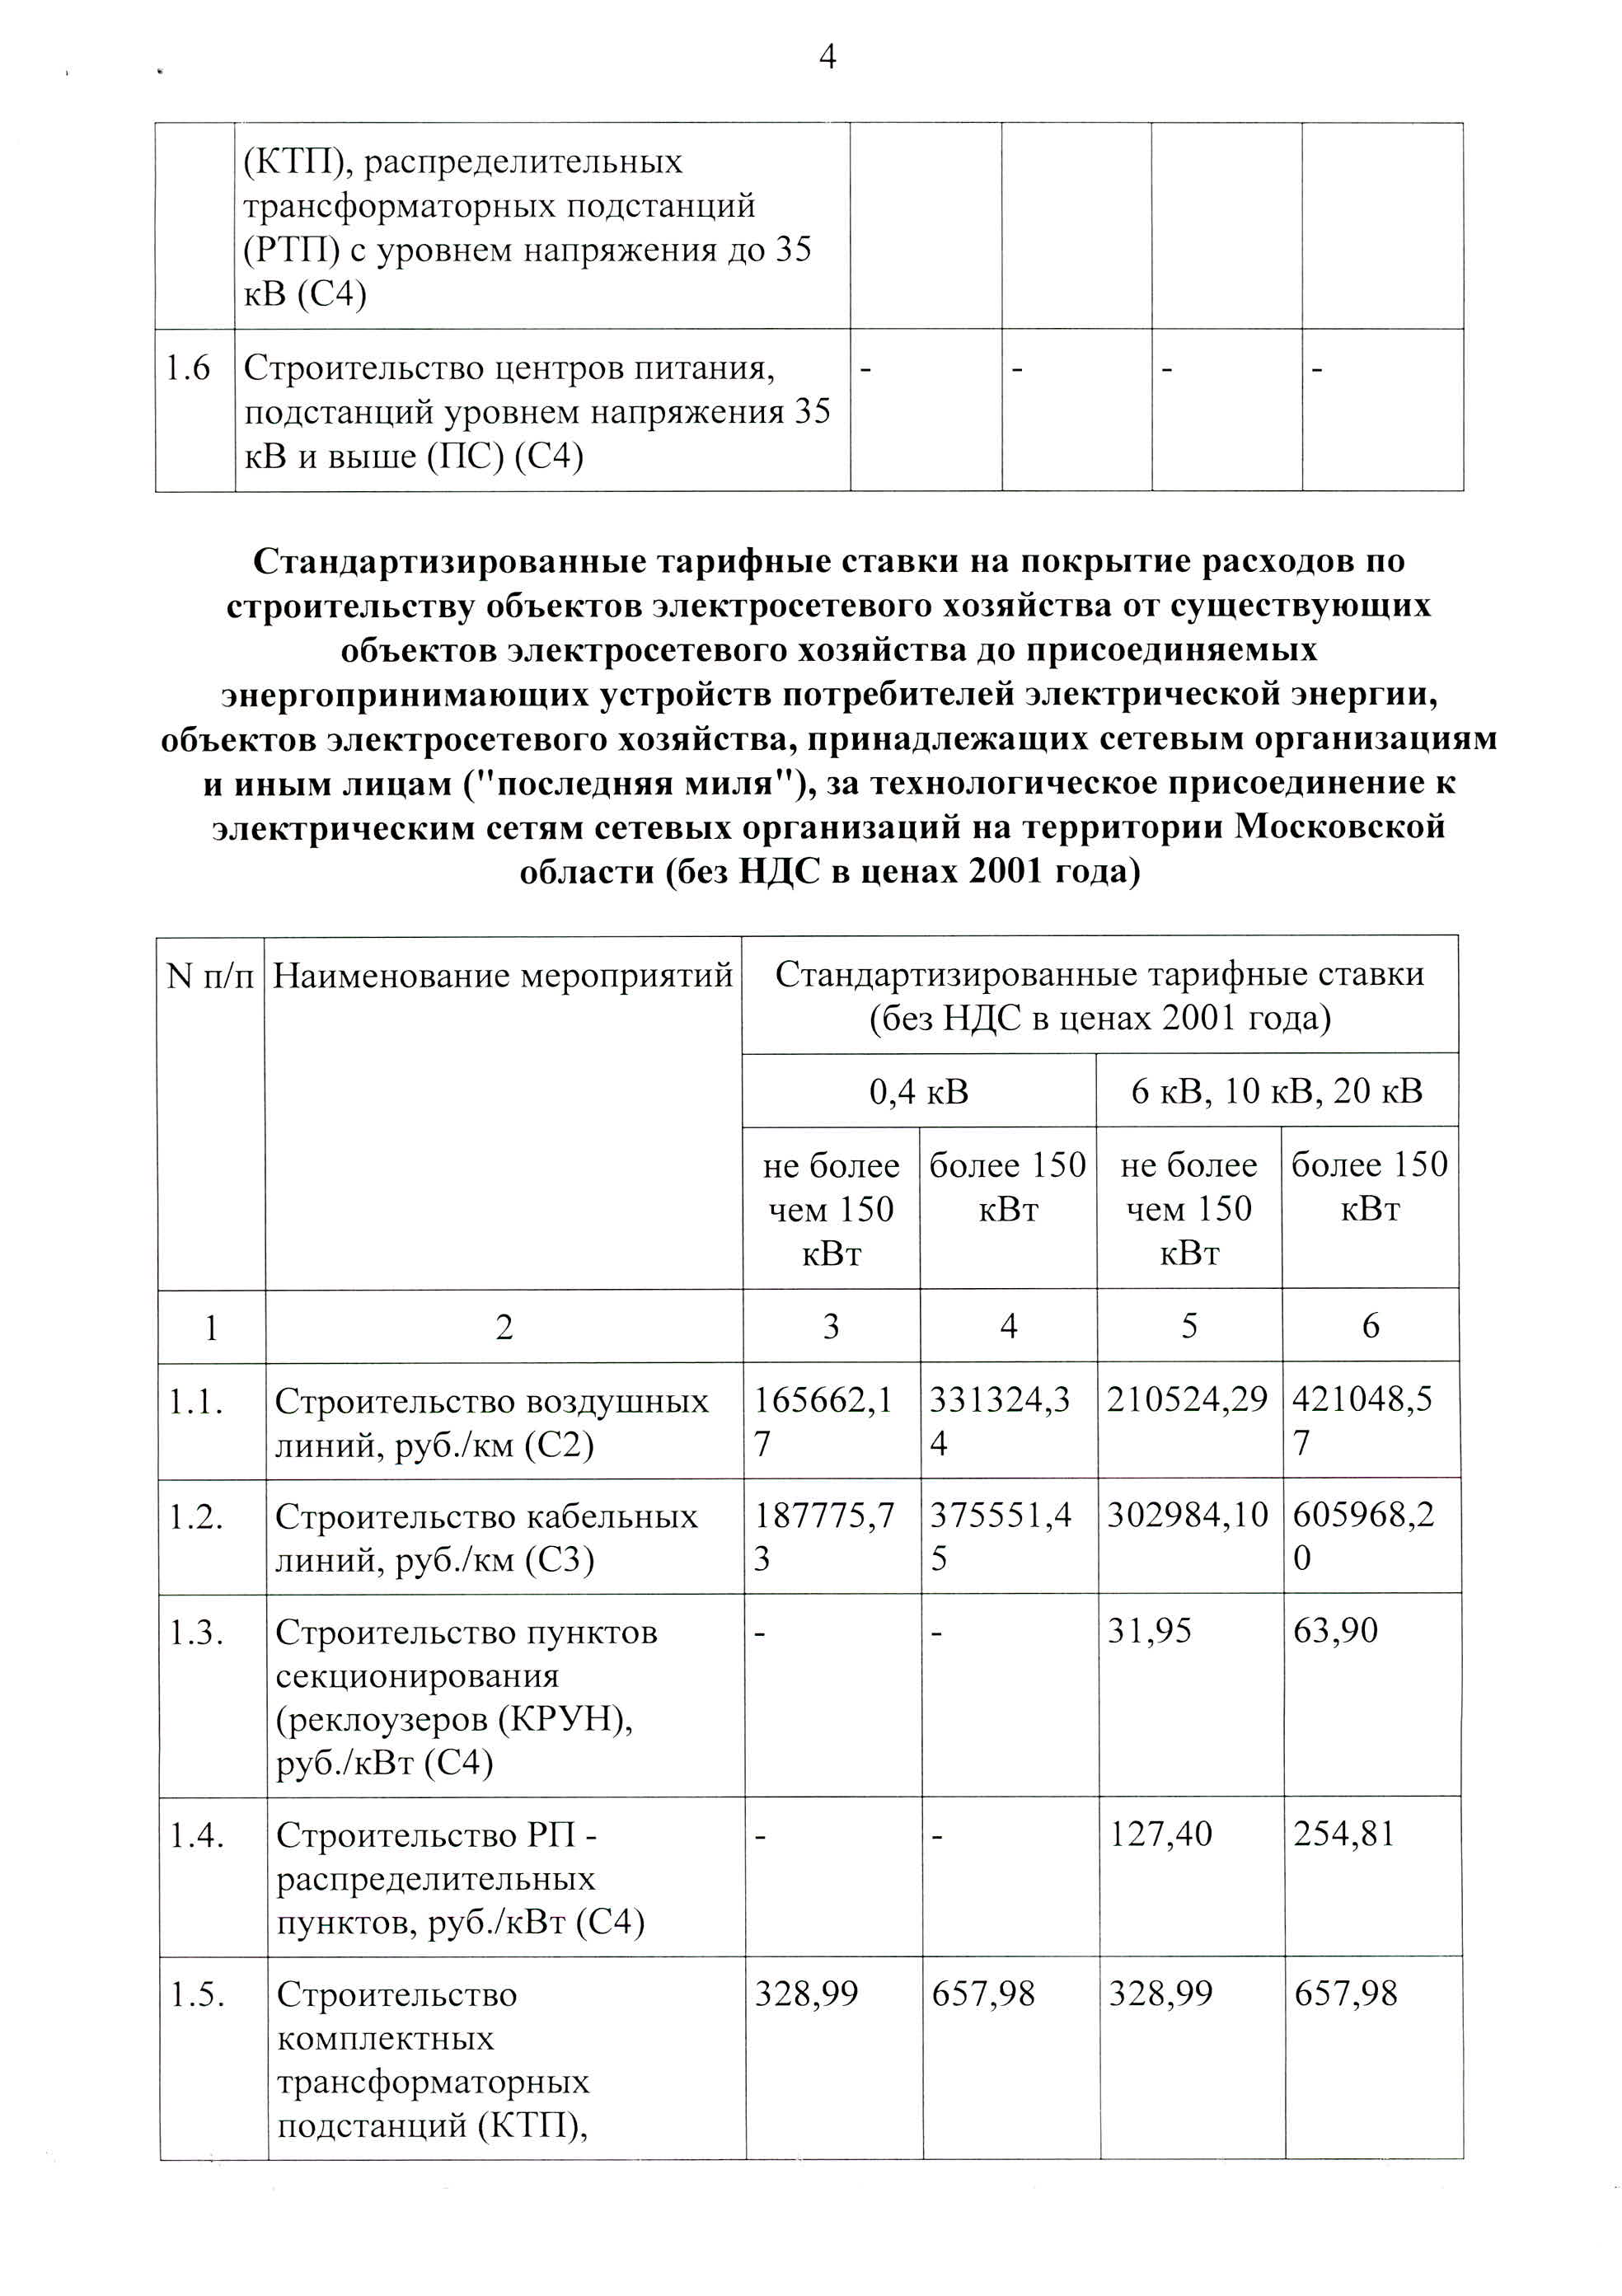 4
(КТП), распределительных
трансформаторных подстанций
(РТП) с уровнем напряжения до 35
кВ (С4)
1.6 Строительство центров питания, - - - -
подстанций уровнем напряжения 35
кВ и выше (ПС) (С4)
Стандартизированные тарифные ставки на покрытие расходов по
строительству объектов электросетевого хозяйства от существующих
объектов электросетевого хозяйства до присоединяемых
энергопринимающих устройств потребителей электрической энергии,
объектов электросетевого хозяйства, принадлежащих сетевым организациям
и иным лицам ("последняя миля"), за технологическое присоединение к
электрическим сетям сетевых организаций на территории Московской
области (без НДС в ценах 2001 года)
N п/п Наименование мероприятий Стандартизированные тарифные ставки
(без НДС в ценах 2001 года)
0,4 кВ 6 кВ, 10 кВ, 20 кВ
не более более 150 не более более 150
чем 150 кВт чем 150 кВт
кВт кВт
1 2 3 4 5 6
1.1. Строительство воздушных 165662,1 331324,3 210524,29 421048,5
линий, руб./км (С2) 7 4 7
1.2. Строительство кабельных 187775,7 375551,4 302984,10 605968,2
линий, руб./км (С3) 3 5 0
1.3. Строительство пунктов - - 31,95 63,90
секционирования
(реклоузеров (КРУН),
руб./кВт (С4)
1.4. Строительство РП - - - 127,40 254,81
распределительных
пунктов, руб./кВт (С4)
1.5. Строительство 328,99 657,98 328,99 657,98
комплектных
трансформаторных
подстанций (КТП),